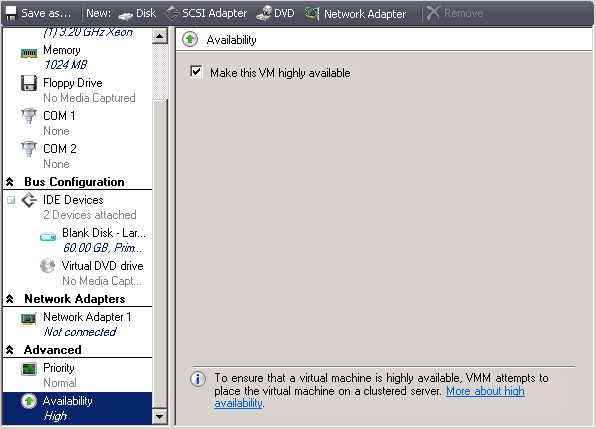 Save as... New: Disk SCSI Adapter DVD Network Adapter Remove
(1) 3.20 GHz Xeon
Memory
1024 MB
Floppy Drive
No Media Captured
COM 1
None
COM 2
None
Bus Configuration
IDE Devices
2 Devices attached
Blank Disk - Lar...
60.00 GB, Prim...
Virtual DVD drive
No Media Capt...
Network Adapters
Network Adapter 1
Not connected
Advanced
Priority
Normal
Availability
High
Availability
Make this VM highly available
To ensure that a virtual machine is highly available, VMM attempts to
place the virtual machine on a clustered server. More about high
availability.